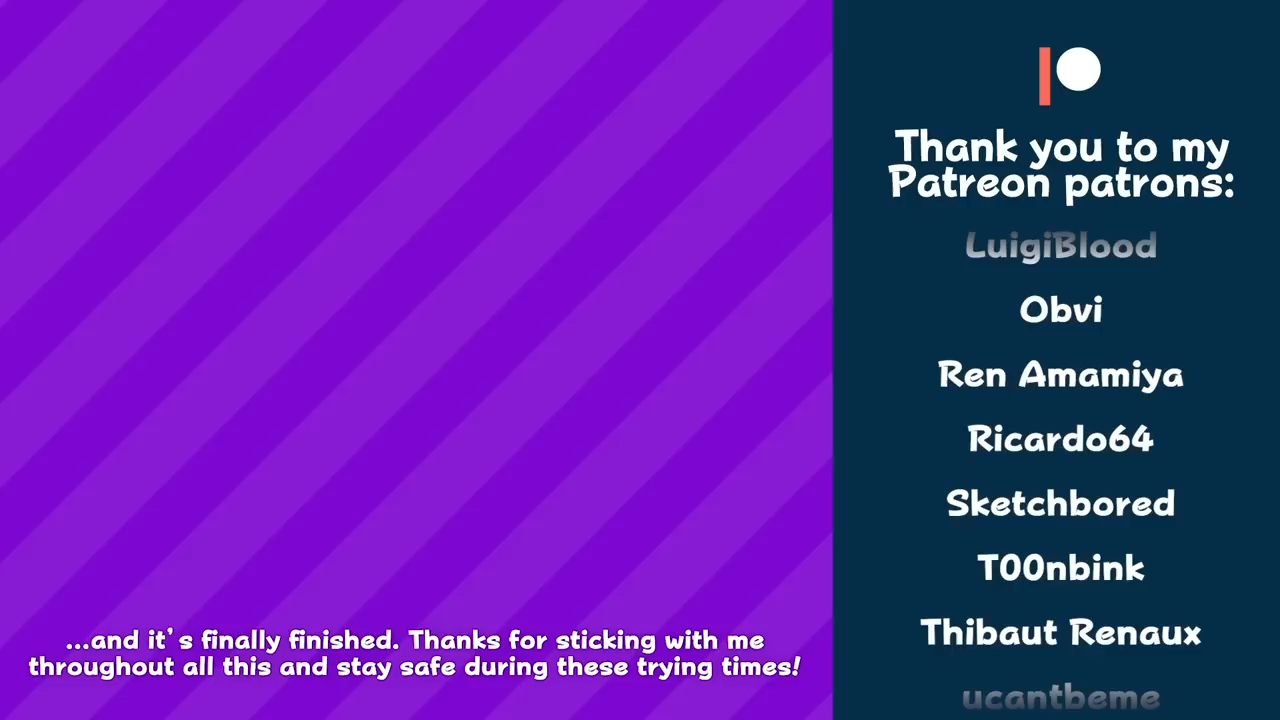 Thank you to my
Patreon patrons:
LuigiBlood
Obvi
Ren Amamiya
Ricardo64
Sketchbored
T00nbink
Thibaut Renaux
ucantbeme
...and it's finally finished. Thanks for sticking with me
throughout all this and stay safe during these trying times!